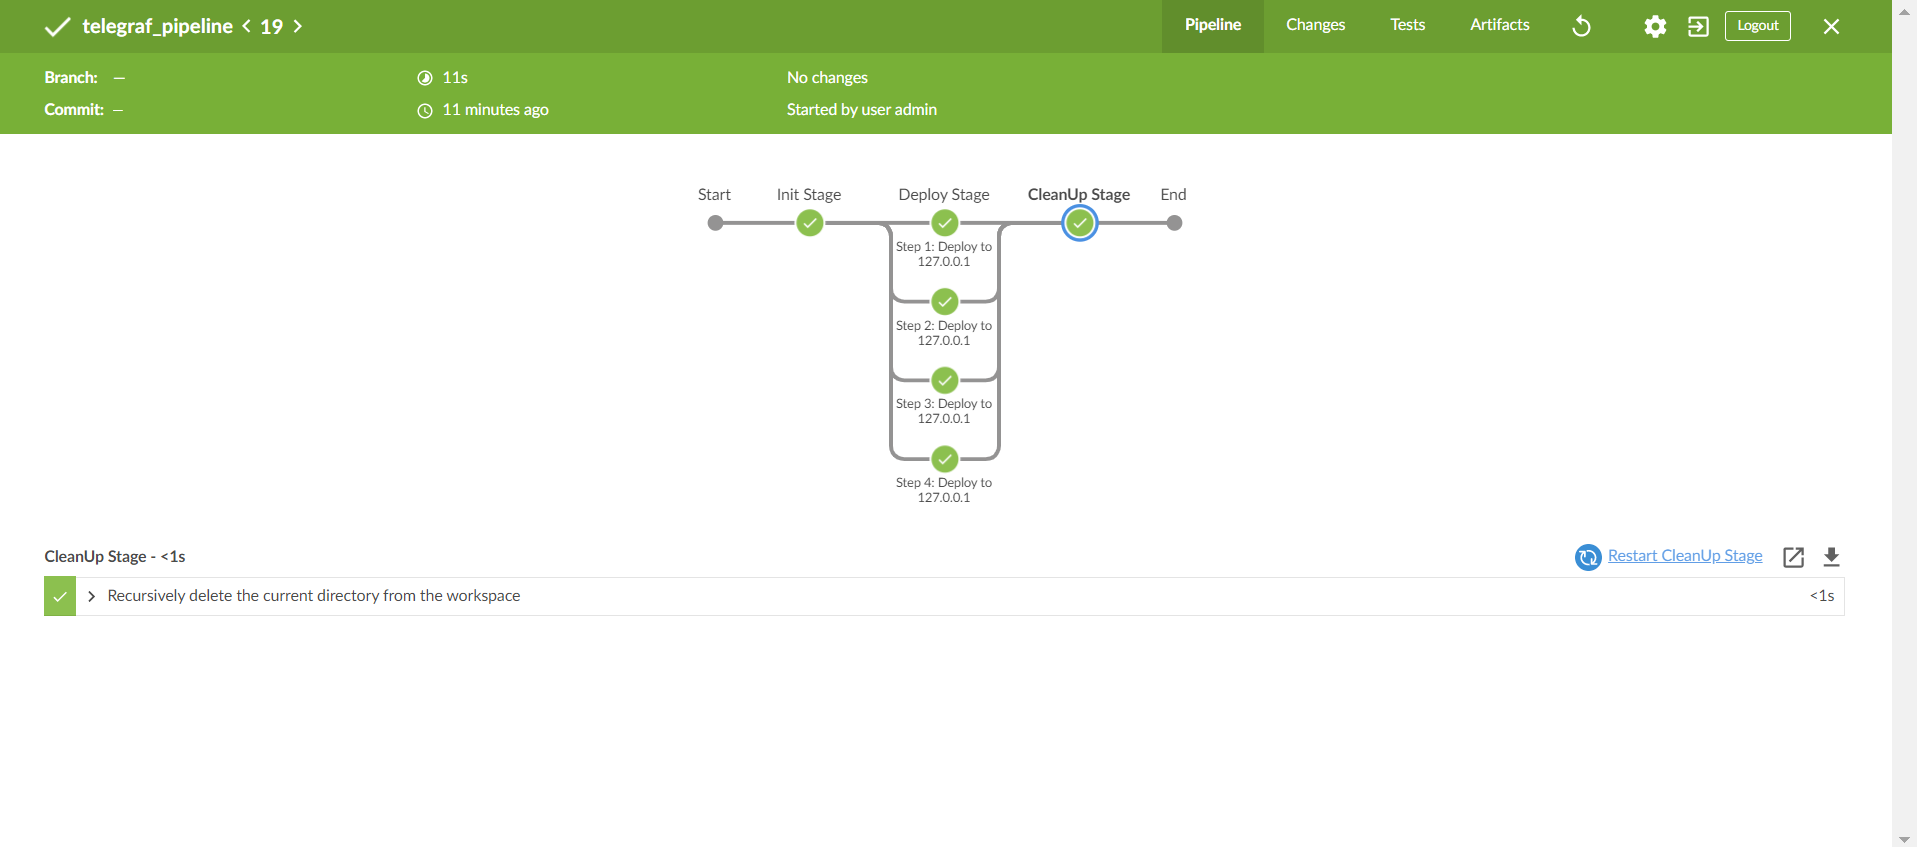 telegraf_pipeline < 19 >
Pipeline
Changes
Tests
Artifacts
Logout
Branch: —
11s
No changes
Commit: —
11 minutes ago
Started by user admin
Start
Init Stage
Deploy Stage
CleanUp Stage
End
Step 1: Deploy to
127.0.0.1
Step 2: Deploy to
127.0.0.1
Step 3: Deploy to
127.0.0.1
Step 4: Deploy to
127.0.0.1
CleanUp Stage - <1s
Restart CleanUp Stage
Recursively delete the current directory from the workspace
<1s